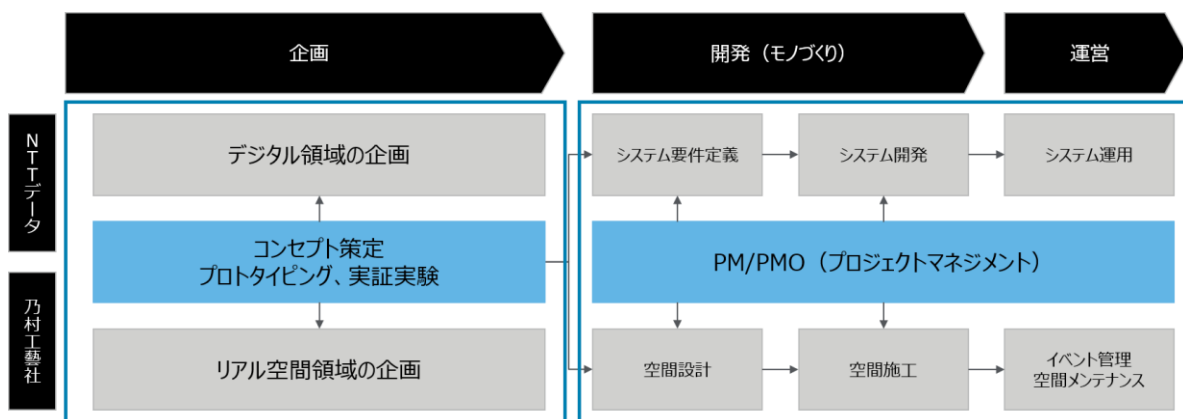 企画
開発（モノづくり）
運営
NTTデータ
乃村工藝社
デジタル領域の企画
コンセプト策定
プロトタイピング、実証実験
リアル空間領域の企画
システム要件定義
システム開発
システム運用
PM/PMO（プロジェクトマネジメント）
空間設計
空間施工
イベント管理
空間メンテナンス